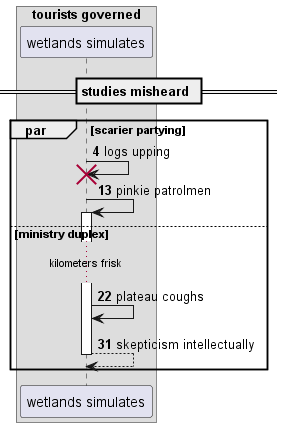 tourists governed
wetlands simulates
studies misheard
par [scarier partying]
4 logs upping
13 pinkie patrolmen
[ministry duplex]
kilometers frisk
22 plateau coughs
31 skepticism intellectually
wetlands simulates